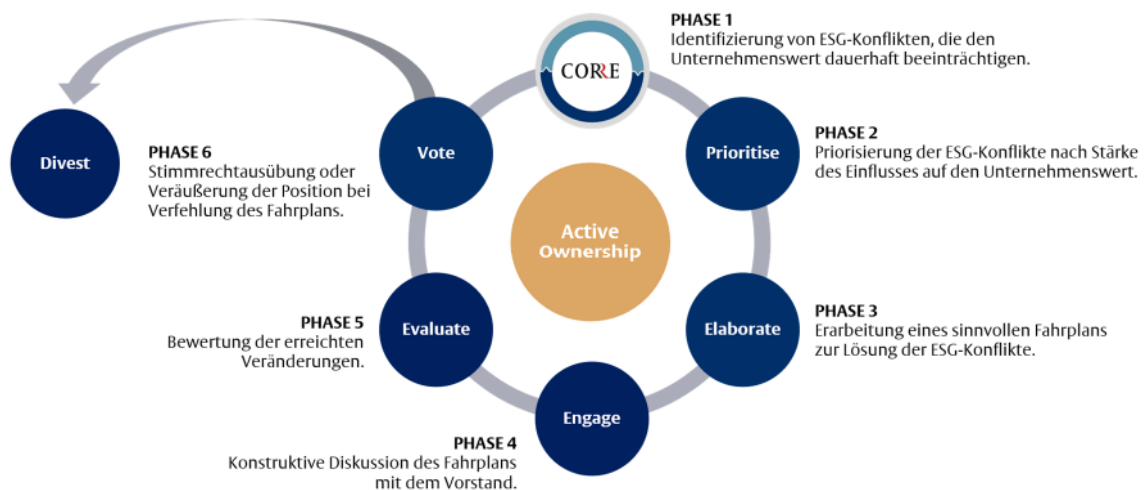 PHASE 1
Identifizierung von ESG-Konflikten, die den
Unternehmenswert dauerhaft beeinträchtigen.
CORRE
Vote
Prioritise
PHASE 2
Priorisierung der ESG-Konflikte nach Stärke
des Einflusses auf den Unternehmenswert.
Divest
PHASE 6
Stimmrechtausübung oder
Veräußerung der Position bei
Verfehlung des Fahrplans.
Active
Ownership
PHASE 3
Erarbeitung eines sinnvollen Fahrplans
zur Lösung der ESG-Konflikte.
Elaborate
Evaluate
PHASE 5
Bewertung der erreichten
Veränderungen.
Engage
PHASE 4
Konstruktive Diskussion des Fahrplans
mit dem Vorstand.